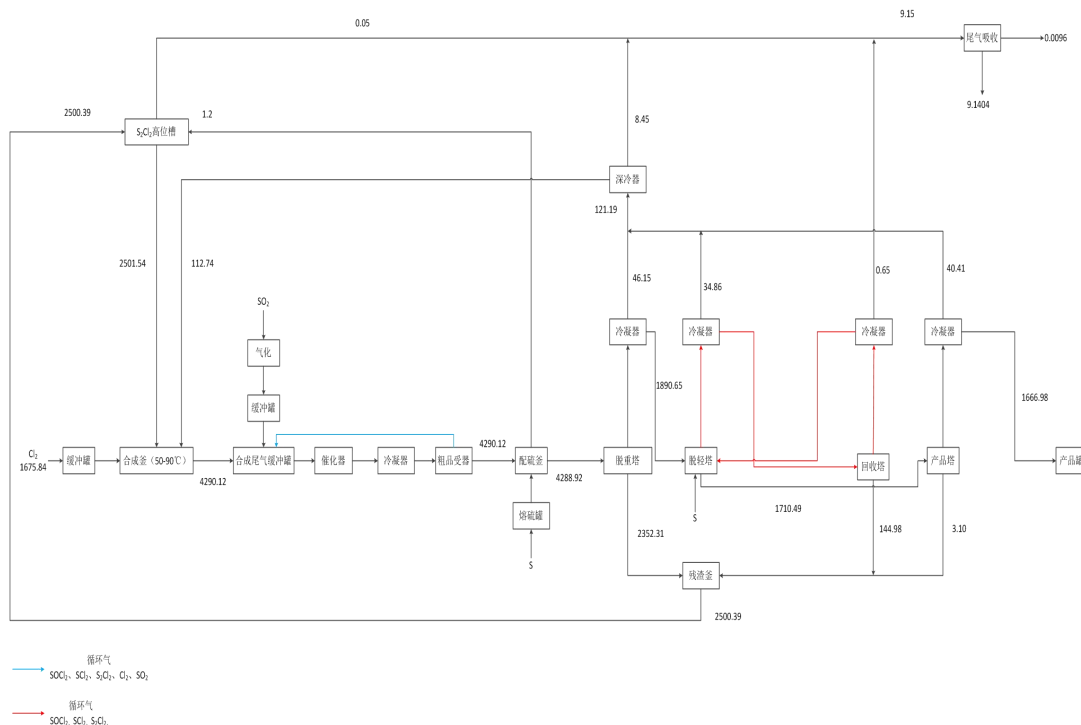 0.05
9.15
尾气吸收
0.0096
9.1404
2500.39
1.2
S₂Cl₂高位槽
8.45
深冷器
121.19
2501.54
112.74
46.15
34.86
0.65
40.41
SO₂
气化
冷凝器
冷凝器
冷凝器
冷凝器
1890.65
1666.98
缓冲罐
Cl₂
1675.84
缓冲罐
合成釜（50-90℃）
4290.12
合成尾气缓冲罐
催化器
冷凝器
粗品受器
4290.12
配硫釜
4288.92
脱重塔
脱轻塔
回收塔
产品塔
产品罐
熔硫罐
S
S
1710.49
2352.31
144.98
3.10
残渣釜
2500.39
循环气
SOCl₂、SCl₂、S₂Cl₂、Cl₂、SO₂
循环气
SOCl₂、SCl₂、S₂Cl₂、